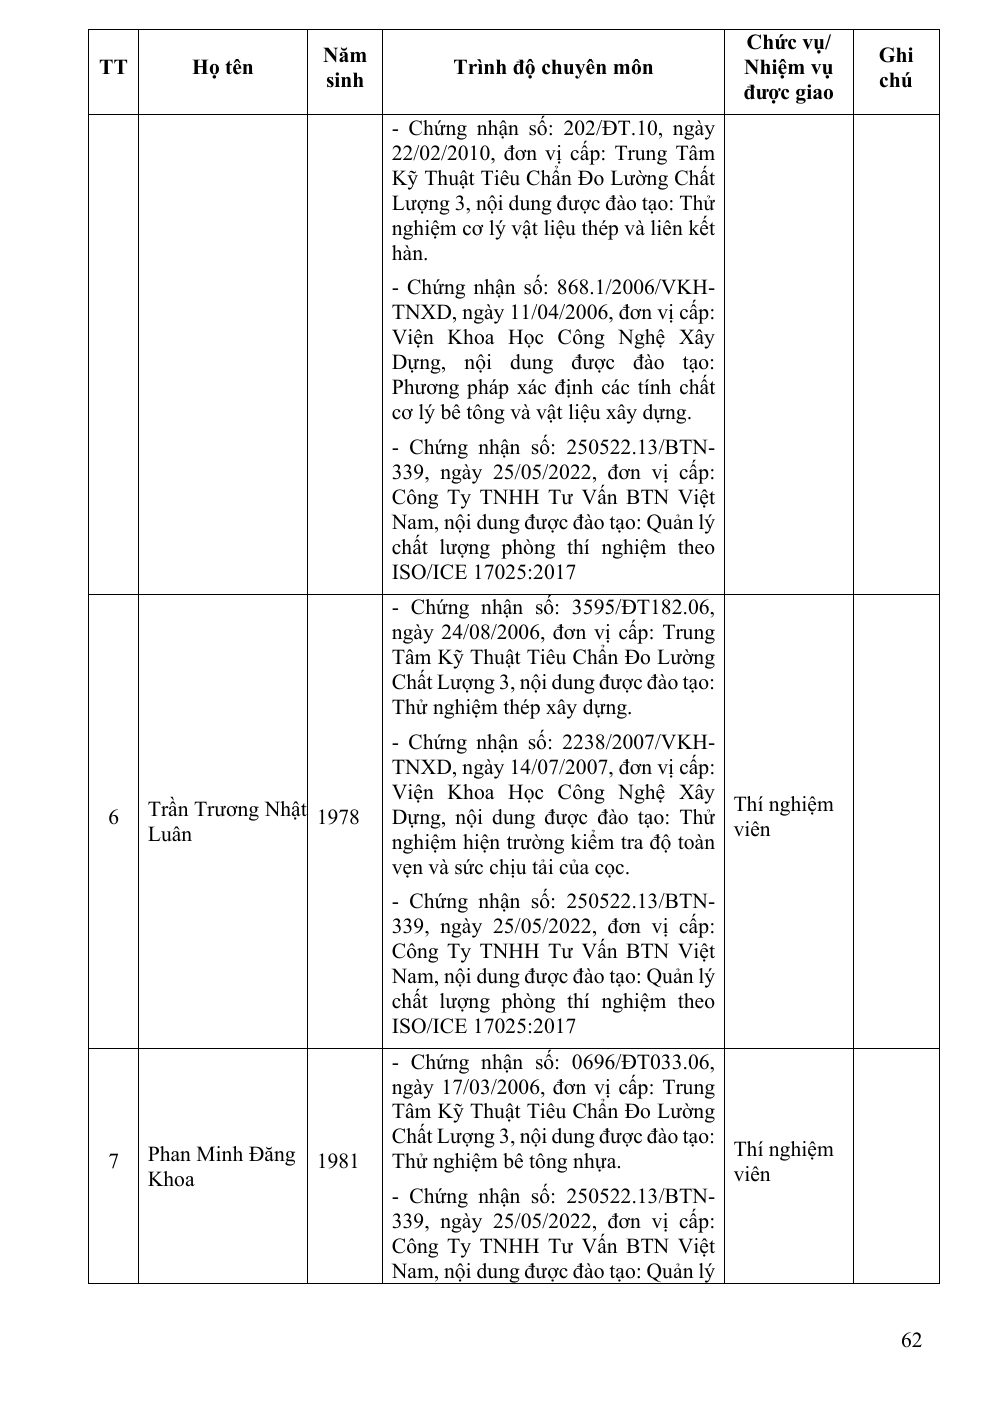 TT
Họ tên
Năm
sinh
Trình độ chuyên môn
Chức vụ/
Nhiệm vụ
được giao
Ghi
chú
- Chứng nhận số: 202/ĐT.10, ngày
22/02/2010, đơn vị cấp: Trung Tâm
Kỹ Thuật Tiêu Chẩn Đo Lường Chất
Lượng 3, nội dung được đào tạo: Thử
nghiệm cơ lý vật liệu thép và liên kết
hàn.
- Chứng nhận số: 868.1/2006/VKH-
TNXD, ngày 11/04/2006, đơn vị cấp:
Viện Khoa Học Công Nghệ Xây
Dựng, nội dung được đào tạo:
Phương pháp xác định các tính chất
cơ lý bê tông và vật liệu xây dựng.
- Chứng nhận số: 250522.13/BTN-
339, ngày 25/05/2022, đơn vị cấp:
Công Ty TNHH Tư Vấn BTN Việt
Nam, nội dung được đào tạo: Quản lý
chất lượng phòng thí nghiệm theo
ISO/ICE 17025:2017
6
Trần Trương Nhật
Luân
1978
- Chứng nhận số: 3595/ĐT182.06,
ngày 24/08/2006, đơn vị cấp: Trung
Tâm Kỹ Thuật Tiêu Chẩn Đo Lường
Chất Lượng 3, nội dung được đào tạo:
Thử nghiệm thép xây dựng.
- Chứng nhận số: 2238/2007/VKH-
TNXD, ngày 14/07/2007, đơn vị cấp:
Viện Khoa Học Công Nghệ Xây
Dựng, nội dung được đào tạo: Thử
nghiệm hiện trường kiểm tra độ toàn
vẹn và sức chịu tải của cọc.
- Chứng nhận số: 250522.13/BTN-
339, ngày 25/05/2022, đơn vị cấp:
Công Ty TNHH Tư Vấn BTN Việt
Nam, nội dung được đào tạo: Quản lý
chất lượng phòng thí nghiệm theo
ISO/ICE 17025:2017
Thí nghiệm
viên
7
Phan Minh Đăng
Khoa
1981
- Chứng nhận số: 0696/ĐT033.06,
ngày 17/03/2006, đơn vị cấp: Trung
Tâm Kỹ Thuật Tiêu Chẩn Đo Lường
Chất Lượng 3, nội dung được đào tạo:
Thử nghiệm bê tông nhựa.
- Chứng nhận số: 250522.13/BTN-
339, ngày 25/05/2022, đơn vị cấp:
Công Ty TNHH Tư Vấn BTN Việt
Nam, nội dung được đào tạo: Quản lý
Thí nghiệm
viên
62